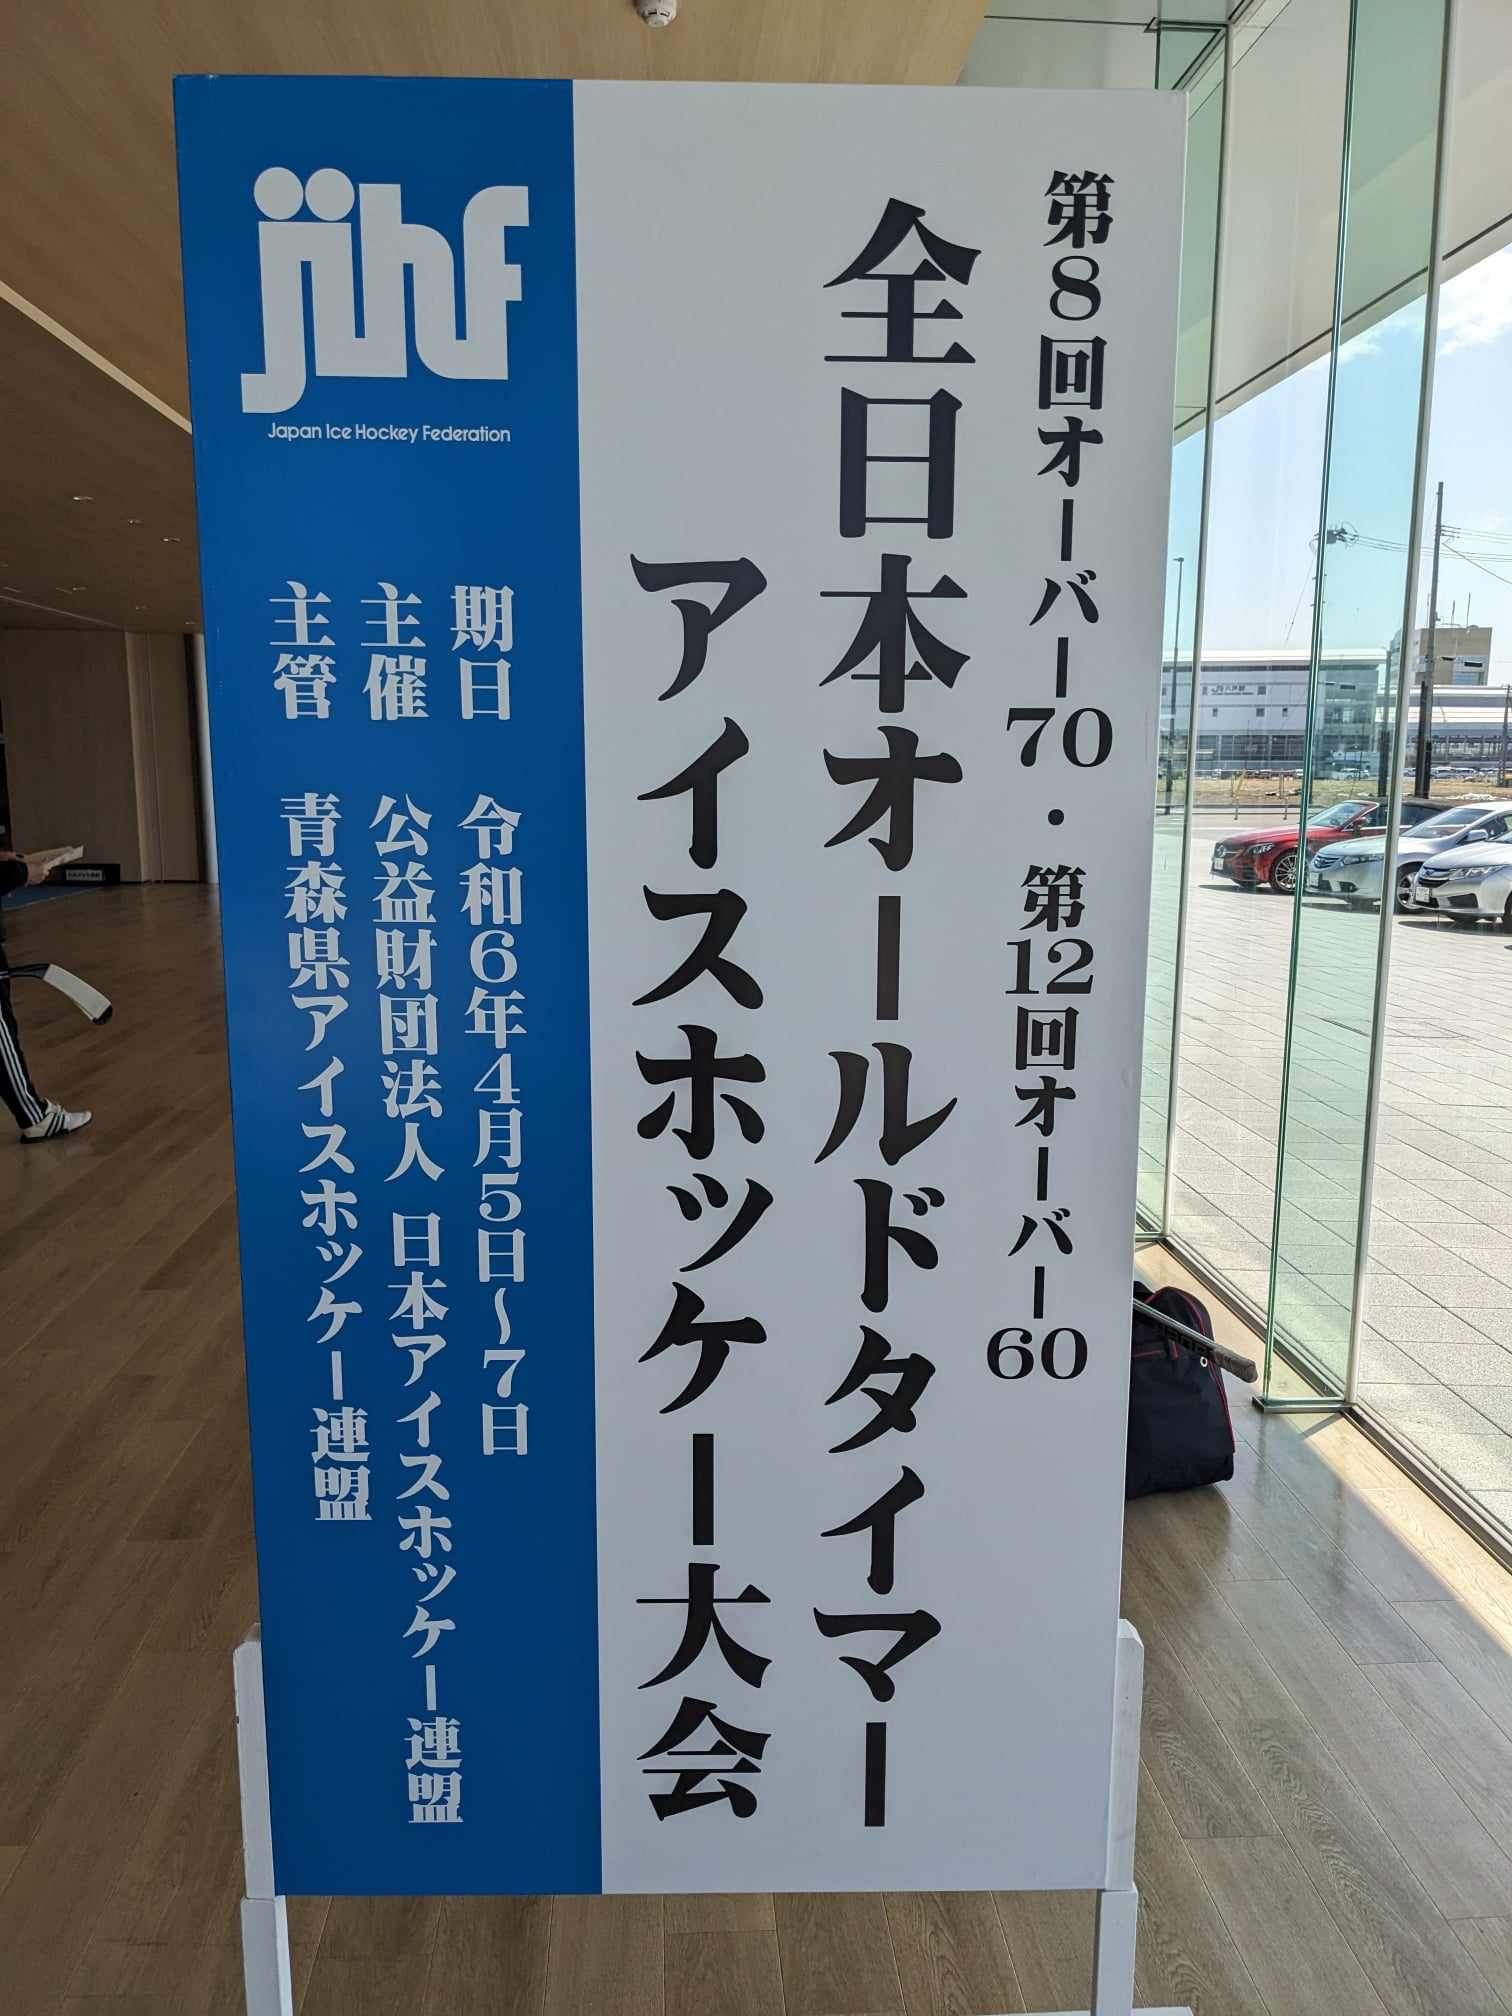 第8回オーバー70・第12回オーバー60
全日本オールドタイマー
アイスホッケー大会
jihf
Japan Ice Hockey Federation
期日 令和6年4月5日~7日
主催 公益財団法人 日本アイスホッケー連盟
主管 青森県アイスホッケー連盟